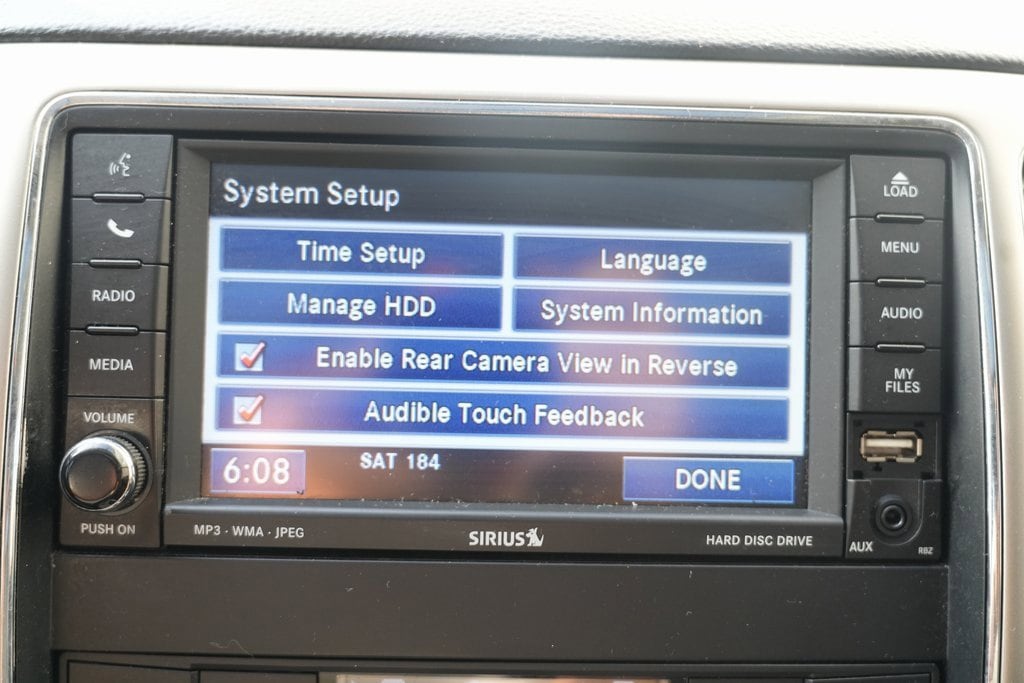 System Setup
Time Setup
Language
Manage HDD
System Information
Enable Rear Camera View in Reverse
Audible Touch Feedback
6:08
SAT 184
DONE
RADIO
MEDIA
VOLUME
PUSH ON
LOAD
MENU
AUDIO
MY
FILES
AUX
RBZ
MP3 · WMA · JPEG
SIRIUS
HARD DISC DRIVE